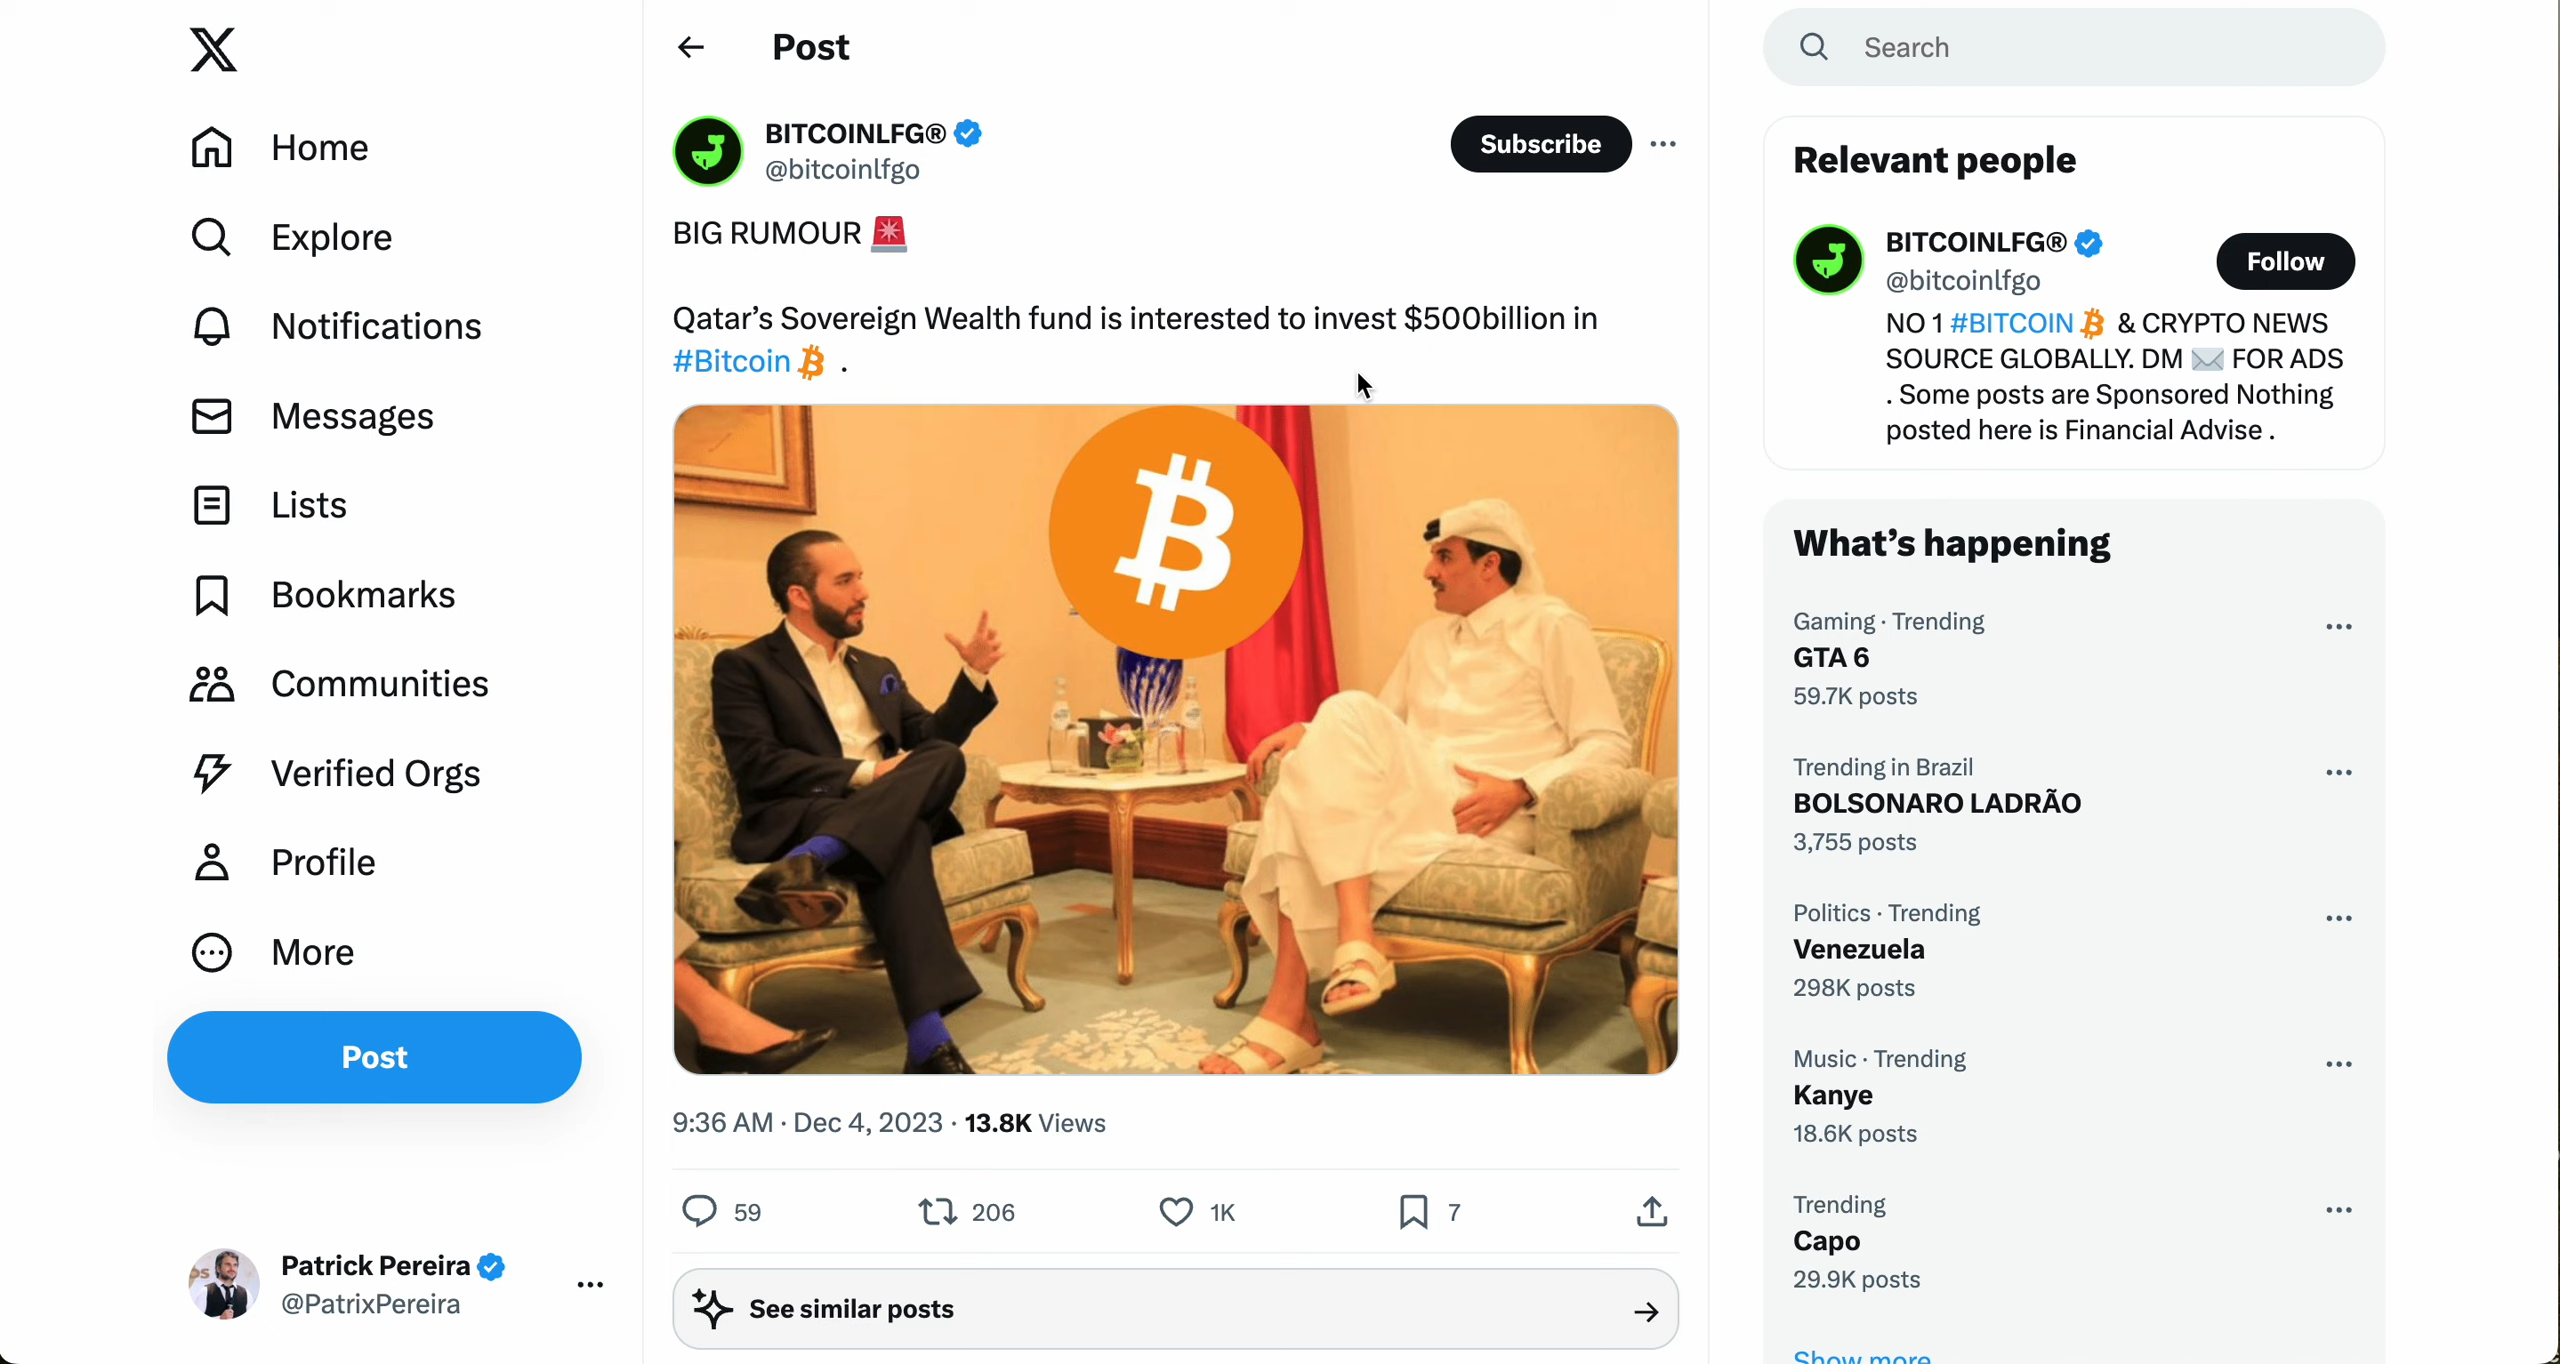 Home
Explore
Notifications
Messages
Lists
Bookmarks
Communities
Verified Orgs
Profile
More
Post
Patrick Pereira
@PatrixPereira
Post
BITCOINLFG®
@bitcoinlfgo
Subscribe
BIG RUMOUR 🚨
Qatar’s Sovereign Wealth fund is interested to invest $500billion in
#Bitcoin .
9:36 AM · Dec 4, 2023 · 13.8K Views
59
206
1K
7
See similar posts
Search
Relevant people
BITCOINLFG®
@bitcoinlfgo
Follow
NO 1 #BITCOIN & CRYPTO NEWS
SOURCE GLOBALLY. DM ✉️ FOR ADS
. Some posts are Sponsored Nothing
posted here is Financial Advise .
What’s happening
Gaming · Trending
GTA 6
59.7K posts
Trending in Brazil
BOLSONARO LADRÃO
3,755 posts
Politics · Trending
Venezuela
298K posts
Music · Trending
Kanye
18.6K posts
Trending
Capo
29.9K posts
Show more